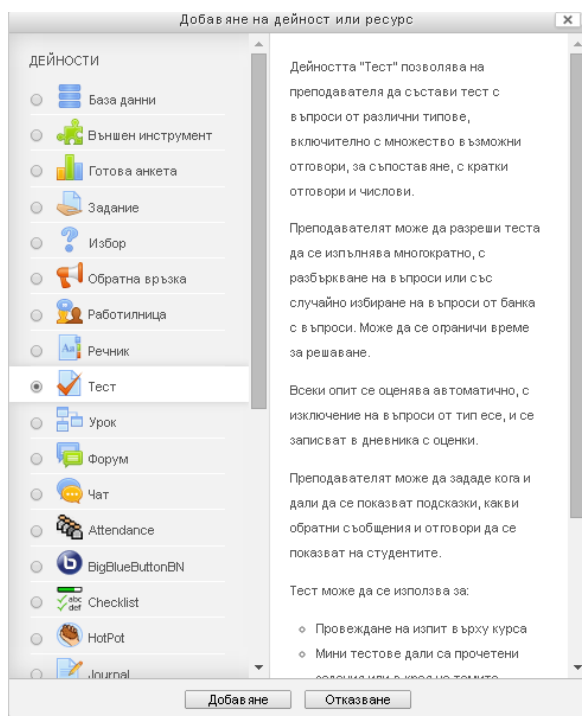 Добавяне на дейност или ресурс
ДЕЙНОСТИ
База данни
Външен инструмент
Готова анкета
Задание
Избор
Обратна връзка
Работилница
Речник
Тест
Урок
Форум
Чат
Attendance
BigBlueButtonBN
Checklist
HotPot
Journal
Дейността "Тест" позволява на
преподавателя да състави тест с
въпроси от различни типове,
включително с множество възможни
отговори, за съпоставяне, с кратки
отговори и числови.
Преподавателят може да разреши теста
да се изпълнява многократно, с
разбъркване на въпроси или със
случайно избиране на въпроси от банка
с въпроси. Може да се ограничи време
за решаване.
Всеки опит се оценява автоматично, с
изключение на въпроси от тип есе, и се
записват в дневника с оценки.
Преподавателят може да зададе кога и
дали да се показват подсказки, какви
обратни съобщения и отговори да се
показват на студентите.
Тест може да се използва за:
Провеждане на изпит върху курса
Мини тестове дали са прочетени
задания или в края на темите
Добавяне
Отказване